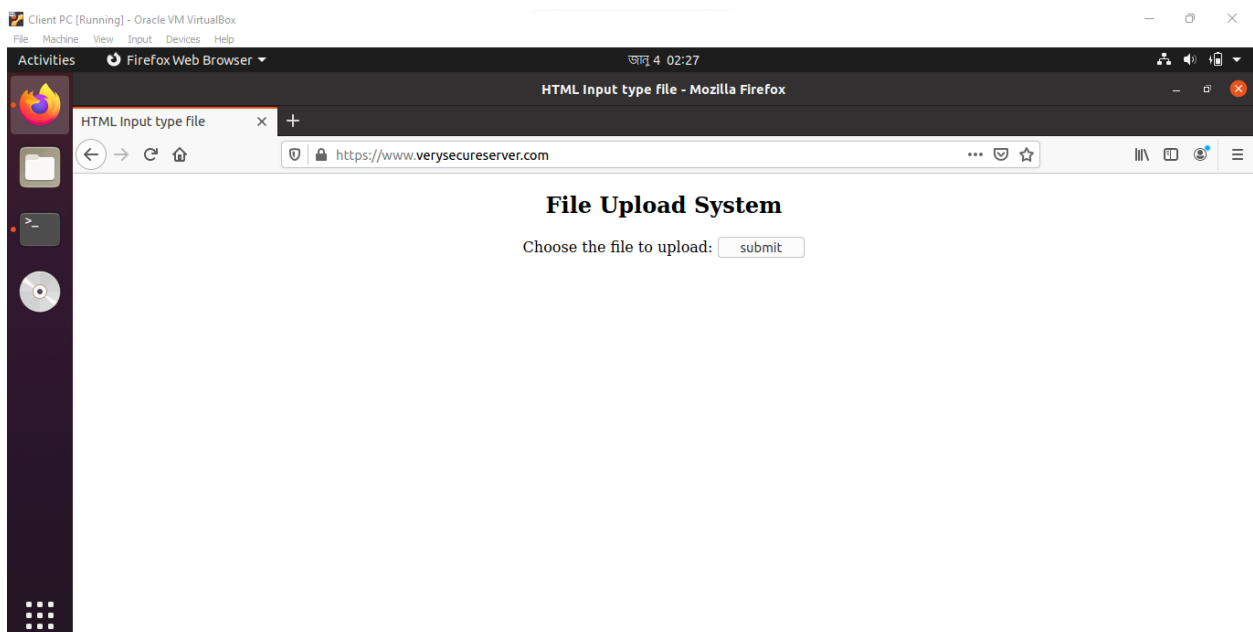 Client PC [Running] - Oracle VM VirtualBox
File Machine View Input Devices Help
Activities Firefox Web Browser জানু 4 02:27
HTML Input type file - Mozilla Firefox
HTML Input type file
https://www.verysecureserver.com
File Upload System
Choose the file to upload: submit